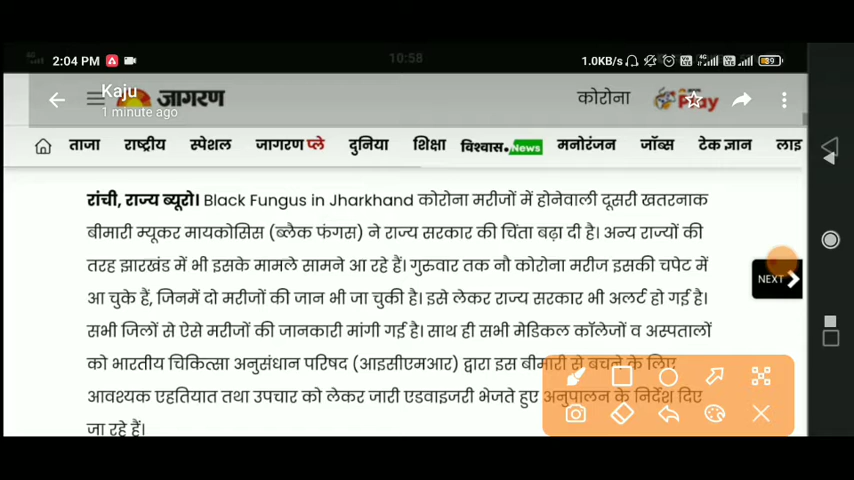 2:04 PM
10:58
1.0KB/s
89
Kaju
1 minute ago
जागरण
कोरोना
Play
ताजा राष्ट्रीय स्पेशल जागरण प्ले दुनिया शिक्षा विश्वास.News मनोरंजन जॉब्स टेक ज्ञान लाइ
रांची, राज्य ब्यूरो। Black Fungus in Jharkhand कोरोना मरीजों में होनेवाली दूसरी खतरनाक
बीमारी म्यूकर मायकोसिस (ब्लैक फंगस) ने राज्य सरकार की चिंता बढ़ा दी है। अन्य राज्यों की
तरह झारखंड में भी इसके मामले सामने आ रहे हैं। गुरुवार तक नौ कोरोना मरीज इसकी चपेट में
NEXT
आ चुके हैं, जिनमें दो मरीजों की जान भी जा चुकी है। इसे लेकर राज्य सरकार भी अलर्ट हो गई है।
सभी जिलों से ऐसे मरीजों की जानकारी मांगी गई है। साथ ही सभी मेडिकल कॉलेजों व अस्पतालों
को भारतीय चिकित्सा अनुसंधान परिषद (आइसीएमआर) द्वारा इस बीमारी से बचने के लिए
आवश्यक एहतियात तथा उपचार को लेकर जारी एडवाइजरी भेजते हुए अनुपालन के निर्देश दिए
जा रहे हैं।